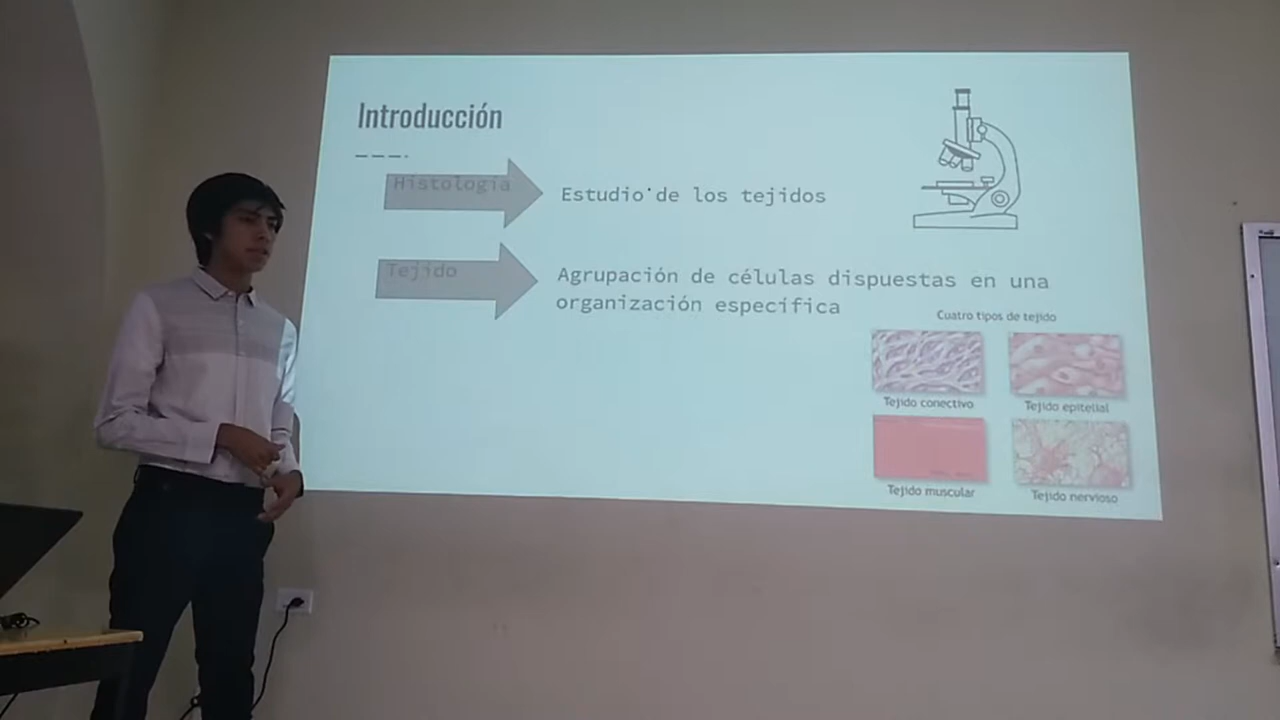 Introducción
Histología
Estudio de los tejidos
Tejido
Agrupación de células dispuestas en una
organización específica
Cuatro tipos de tejido
Tejido conectivo
Tejido epitelial
Tejido muscular
Tejido nervioso